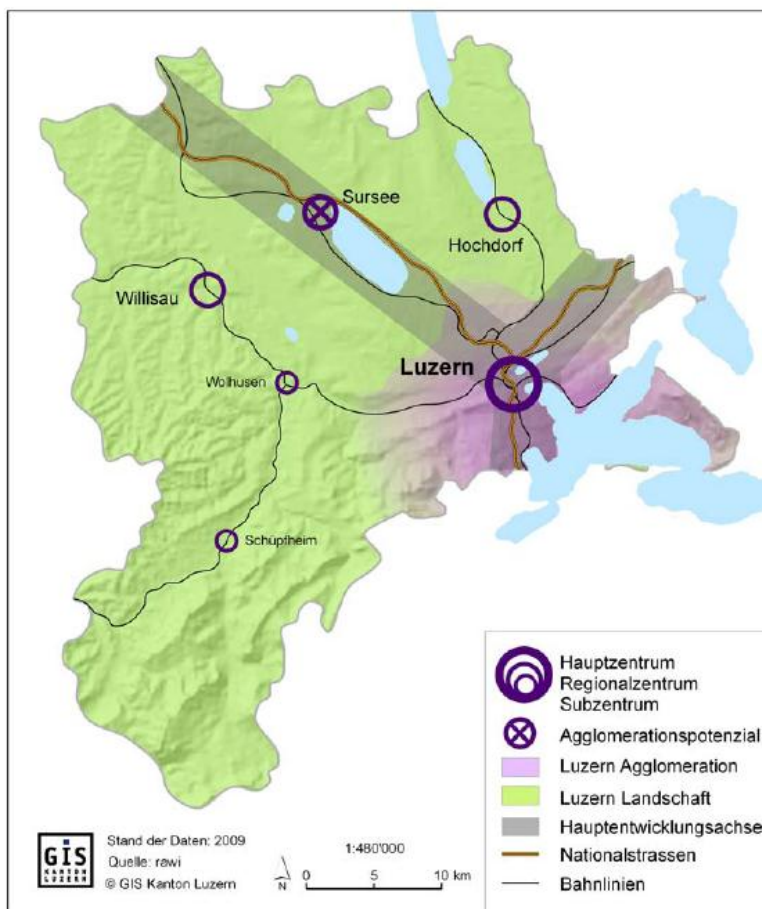 Sursee
Hochdorf
Willisau
Luzern
Wolhusen
Schüpfheim
Hauptzentrum
Regionalzentrum
Subzentrum
Agglomerationspotenzial
Luzern Agglomeration
Luzern Landschaft
Hauptentwicklungsachse
Nationalstrassen
Bahnlinien
GIS
KANTON
LUZERN
Stand der Daten: 2009
Quelle: rawi
© GIS Kanton Luzern
N
1:480'000
0 5 10 km